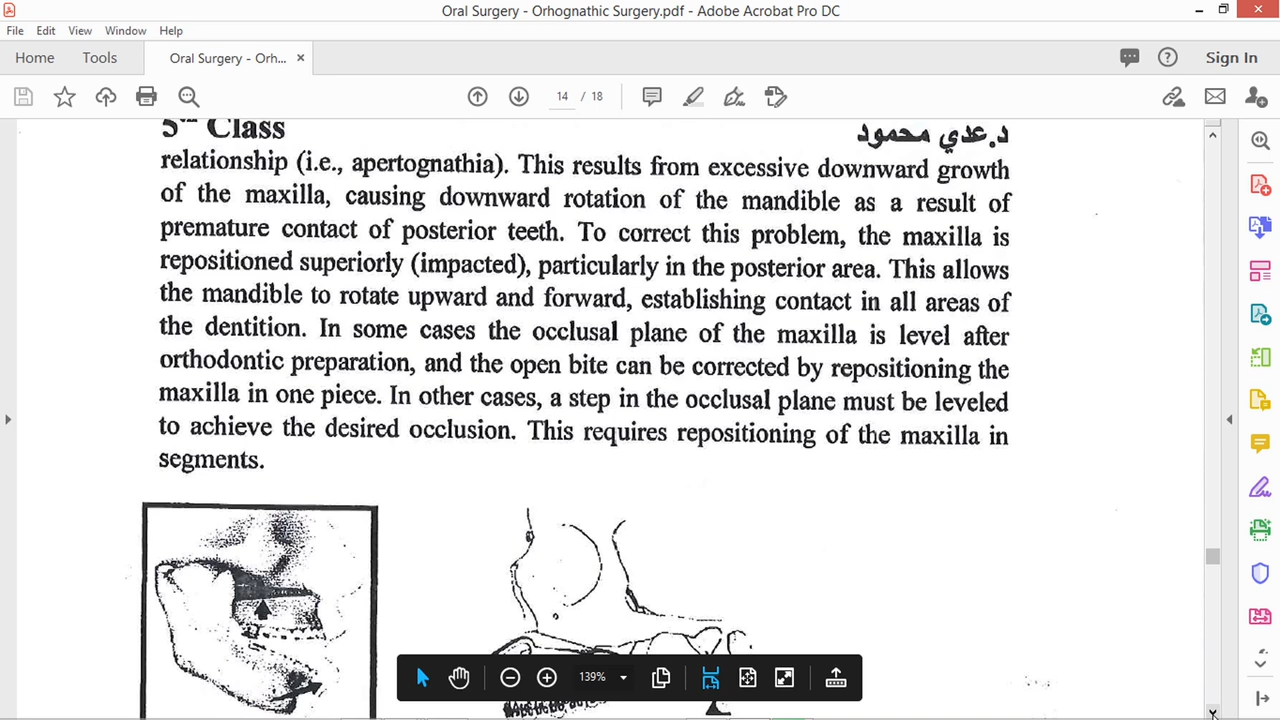 Oral Surgery - Orhognathic Surgery.pdf - Adobe Acrobat Pro DC
File Edit View Window Help
Home Tools Oral Surgery - Orh... × Sign In
14 / 18
5th Class د.عدي محمود
relationship (i.e., apertognathia). This results from excessive downward growth
of the maxilla, causing downward rotation of the mandible as a result of
premature contact of posterior teeth. To correct this problem, the maxilla is
repositioned superiorly (impacted), particularly in the posterior area. This allows
the mandible to rotate upward and forward, establishing contact in all areas of
the dentition. In some cases the occlusal plane of the maxilla is level after
orthodontic preparation, and the open bite can be corrected by repositioning the
maxilla in one piece. In other cases, a step in the occlusal plane must be leveled
to achieve the desired occlusion. This requires repositioning of the maxilla in
segments.
139%